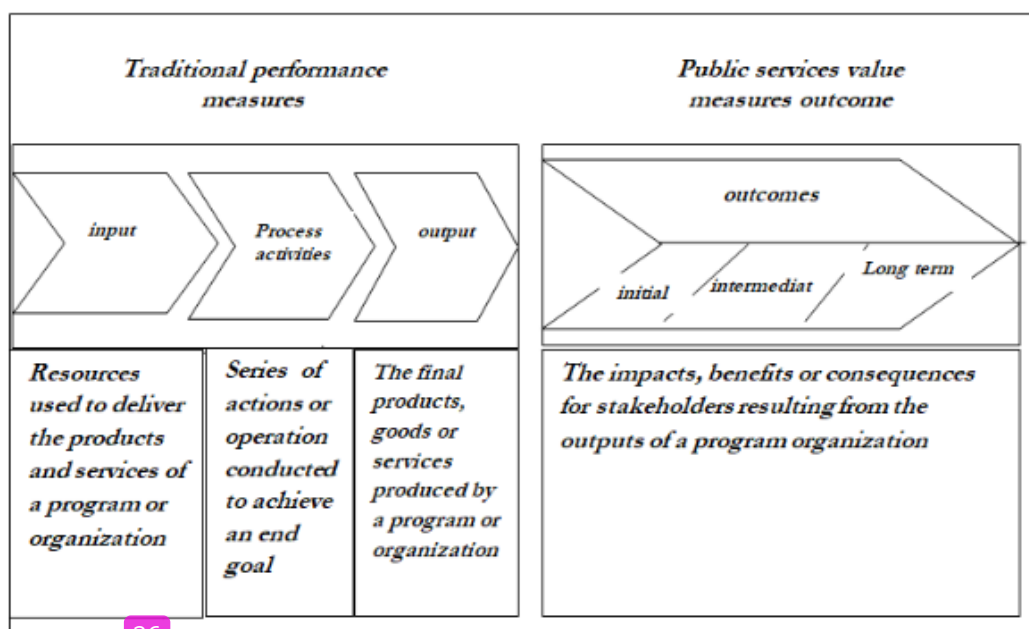 Traditional performance
measures
Public services value
measures outcome
input
Process
activities
output
outcomes
initial
intermediat
Long term
Resources
used to deliver
the products
and services of
a program or
organization
Series of
actions or
operation
conducted
to achieve
an end
goal
The final
products,
goods or
services
produced by
a program or
organization
The impacts, benefits or consequences
for stakeholders resulting from the
outputs of a program organization